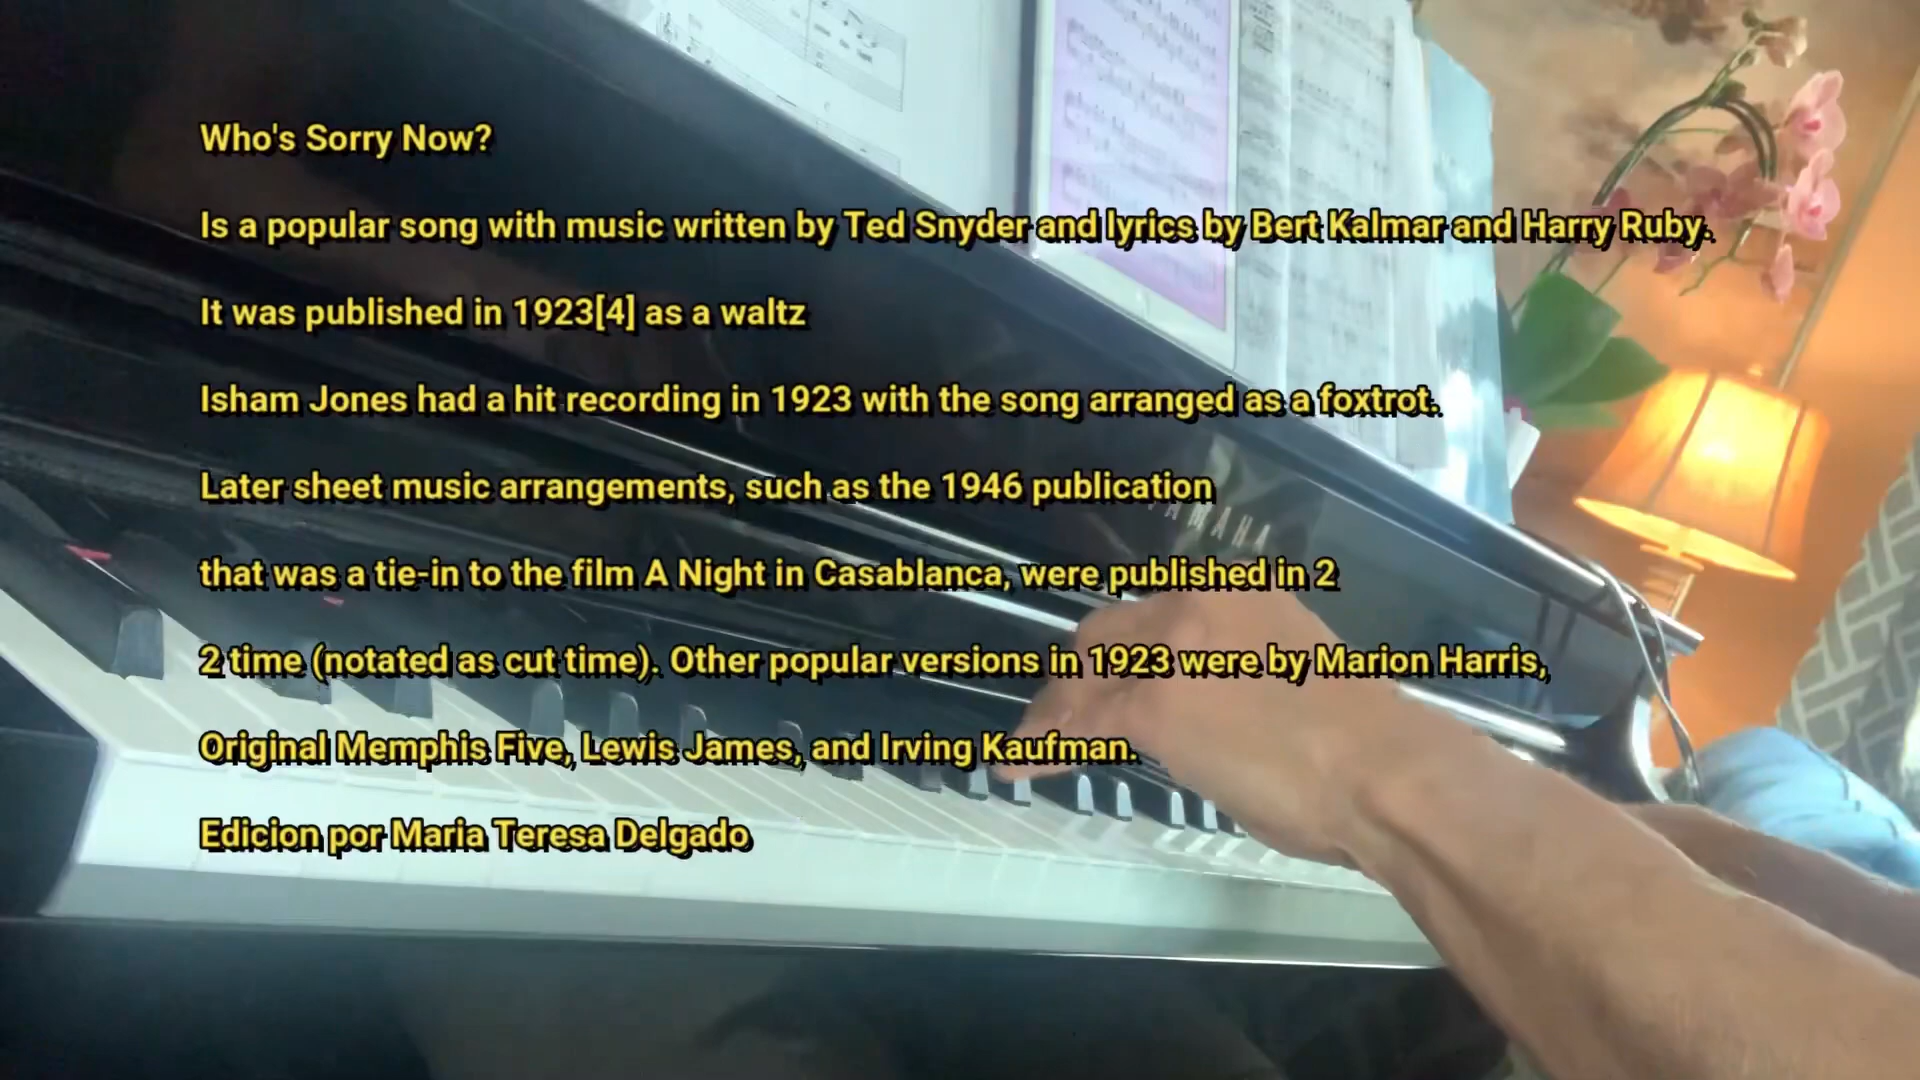 Who's Sorry Now?
Is a popular song with music written by Ted Snyder and lyrics by Bert Kalmar and Harry Ruby.
It was published in 1923[4] as a waltz
Isham Jones had a hit recording in 1923 with the song arranged as a foxtrot.
Later sheet music arrangements, such as the 1946 publication
YAMAHA
that was a tie-in to the film A Night in Casablanca, were published in 2
2 time (notated as cut time). Other popular versions in 1923 were by Marion Harris,
Original Memphis Five, Lewis James, and Irving Kaufman.
Edicion por Maria Teresa Delgado